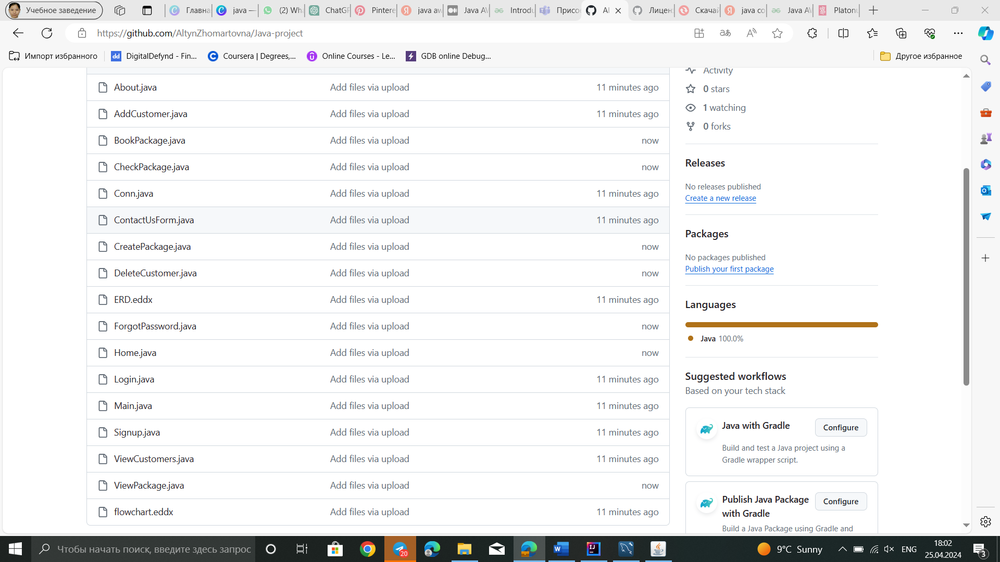 Учебное заведение
Главна
java —
(2) Wha
ChatGP
Pintere
java aw
Java AW
Introdu
Присо
Al
Лиценз
Скачай
java co
Java AW
Platonu
https://github.com/AltynZhomartovna/Java-project
Импорт избранного
DigitalDefynd - Fin...
Coursera | Degrees,...
Online Courses - Le...
GDB online Debug...
Другое избранное
About.java Add files via upload 11 minutes ago
AddCustomer.java Add files via upload 11 minutes ago
BookPackage.java Add files via upload now
CheckPackage.java Add files via upload now
Conn.java Add files via upload 11 minutes ago
ContactUsForm.java Add files via upload 11 minutes ago
CreatePackage.java Add files via upload now
DeleteCustomer.java Add files via upload now
ERD.eddx Add files via upload 11 minutes ago
ForgotPassword.java Add files via upload now
Home.java Add files via upload now
Login.java Add files via upload 11 minutes ago
Main.java Add files via upload 11 minutes ago
Signup.java Add files via upload 11 minutes ago
ViewCustomers.java Add files via upload 11 minutes ago
ViewPackage.java Add files via upload now
flowchart.eddx Add files via upload 11 minutes ago
Activity
0 stars
1 watching
0 forks
Releases
No releases published
Create a new release
Packages
No packages published
Publish your first package
Languages
Java 100.0%
Suggested workflows
Based on your tech stack
Java with Gradle
Configure
Build and test a Java project using a
Gradle wrapper script.
Publish Java Package
with Gradle
Configure
Build a Java Package using Gradle and
Чтобы начать поиск, введите здесь запрос
20
9°C Sunny
ENG
18:02
25.04.2024
3